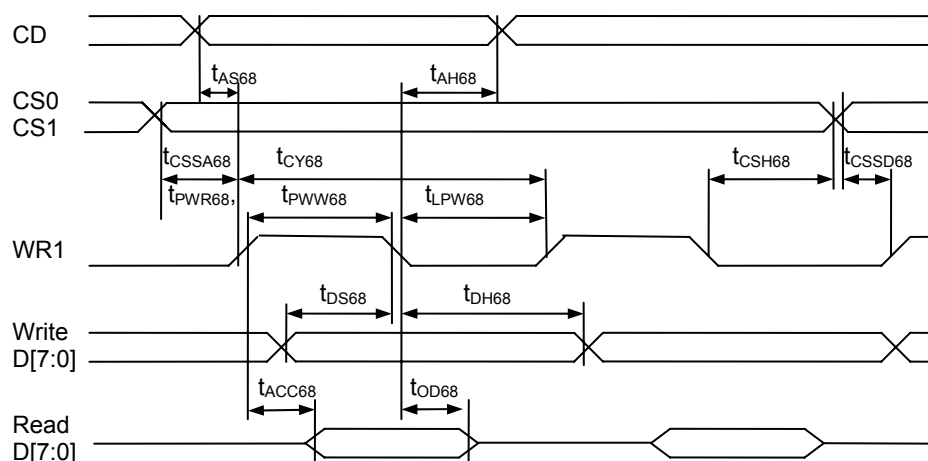 CD
tAS68 tAH68
CS0
CS1
tCSSA68 tCY68 tCSH68 tCSSD68
tPWR68, tPWW68 tLPW68
WR1
tDS68 tDH68
Write
D[7:0]
tACC68 tOD68
Read
D[7:0]